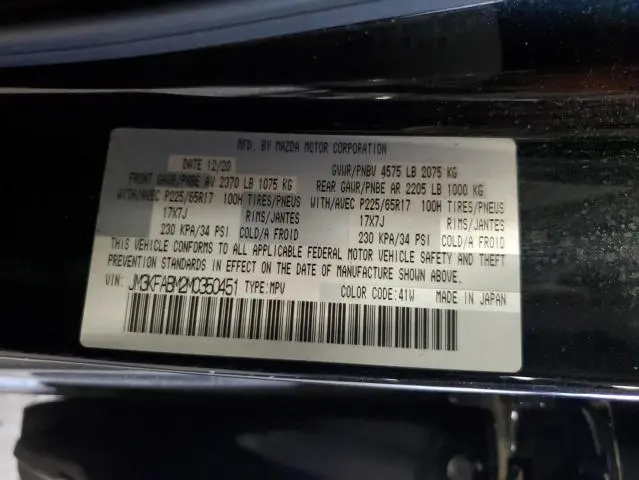 MFD. BY MAZDA MOTOR CORPORATION
DATE 12/20 GVWR/PNBV 4575 LB 2075 KG
FRONT GAWR/PNBE AV 2370 LB 1075 KG REAR GAWR/PNBE AR 2205 LB 1000 KG
WITH/AVEC P225/65R17 100H TIRES/PNEUS WITH/AVEC P225/65R17 100H TIRES/PNEUS
17X7J RIMS/JANTES 17X7J RIMS/JANTES
230 KPA/34 PSI COLD/A FROID 230 KPA/34 PSI COLD/A FROID
THIS VEHICLE CONFORMS TO ALL APPLICABLE FEDERAL MOTOR VEHICLE SAFETY AND THEFT
PREVENTION STANDARDS IN EFFECT ON THE DATE OF MANUFACTURE SHOWN ABOVE.
VIN: JM3KFABM2M0350451 TYPE:MPV COLOR CODE:41W MADE IN JAPAN